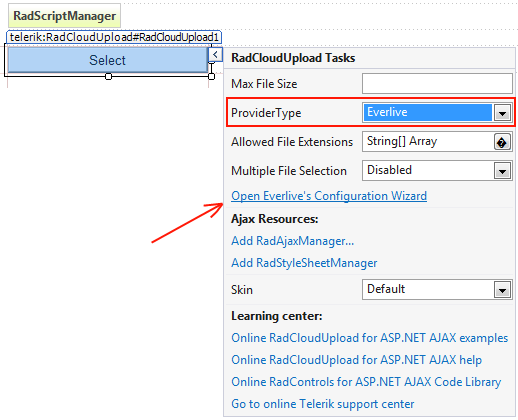 RadScriptManager
telerik:RadCloudUpload#RadCloudUpload1
Select
RadCloudUpload Tasks
Max File Size
ProviderType Everlive
Allowed File Extensions String[] Array
Multiple File Selection Disabled
Open Everlive's Configuration Wizard
Ajax Resources:
Add RadAjaxManager...
Add RadStyleSheetManager
Skin Default
Learning center:
Online RadCloudUpload for ASP.NET AJAX examples
Online RadCloudUpload for ASP.NET AJAX help
Online RadControls for ASP.NET AJAX Code Library
Go to online Telerik support center